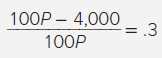 100P – 4,000
100P
= .3